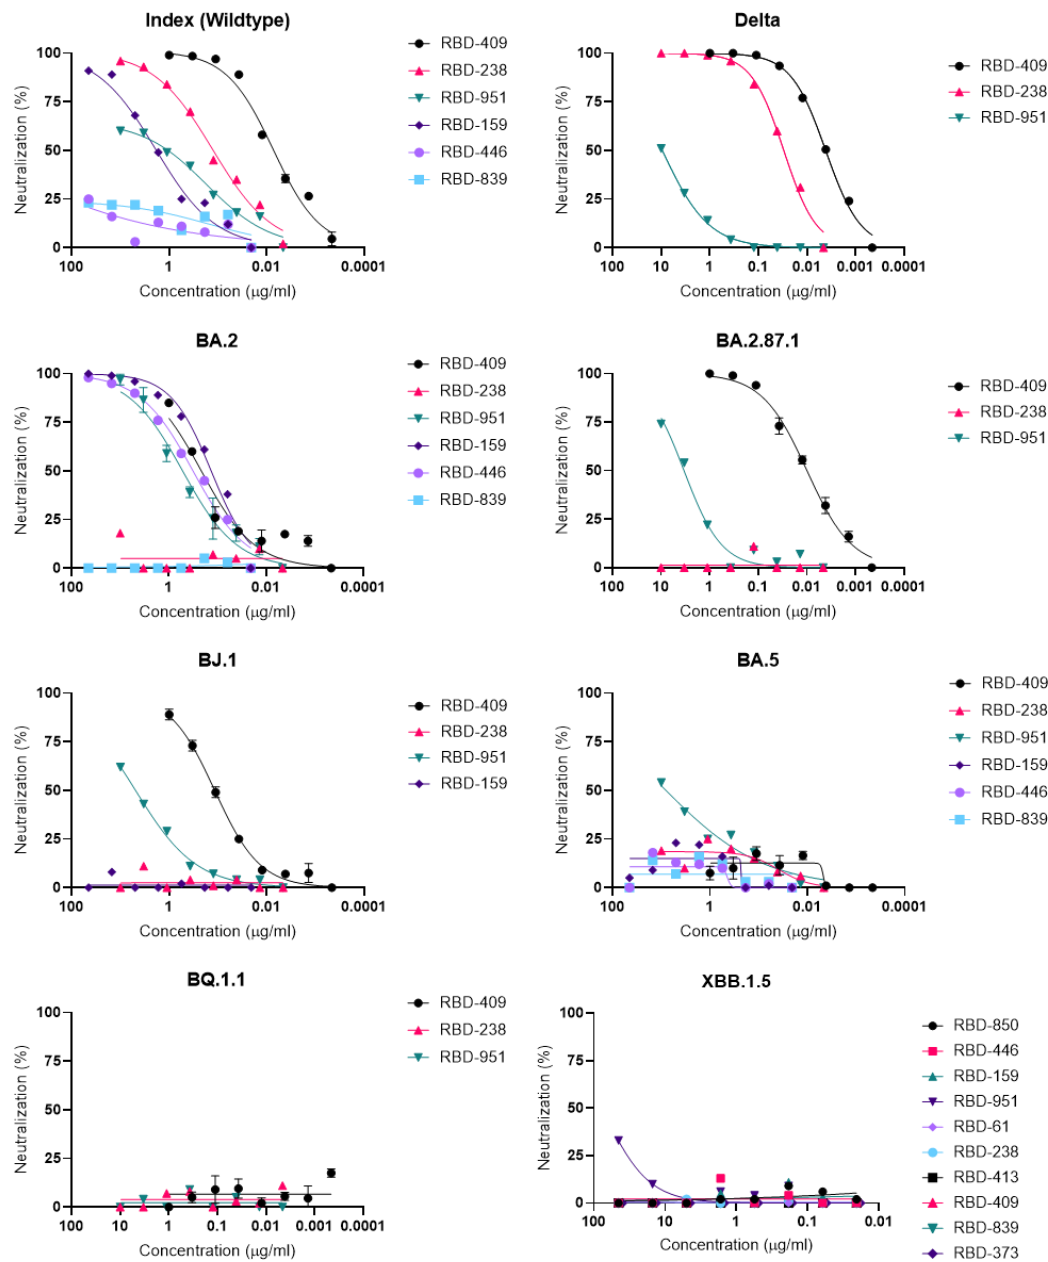 Index (Wildtype)
Neutralization (%)
100
75
50
25
0
100
1
0.01
0.0001
Concentration (µg/ml)
RBD-409
RBD-238
RBD-951
RBD-159
RBD-446
RBD-839
Delta
Neutralization (%)
100
75
50
25
0
100
10
1
0.1
0.01
0.001
0.0001
Concentration (µg/ml)
RBD-409
RBD-238
RBD-951
BA.2
Neutralization (%)
100
75
50
25
0
100
1
0.01
0.0001
Concentration (µg/ml)
RBD-409
RBD-238
RBD-951
RBD-159
RBD-446
RBD-839
BA.2.87.1
Neutralization (%)
100
75
50
25
0
100
10
1
0.1
0.01
0.001
0.0001
Concentration (µg/ml)
RBD-409
RBD-238
RBD-951
BJ.1
Neutralization (%)
100
75
50
25
0
100
1
0.01
0.0001
Concentration (µg/ml)
RBD-409
RBD-238
RBD-951
RBD-159
BA.5
Neutralization (%)
100
75
50
25
0
100
1
0.01
0.0001
Concentration (µg/ml)
RBD-409
RBD-238
RBD-951
RBD-159
RBD-446
RBD-839
BQ.1.1
Neutralization (%)
100
75
50
25
0
100
10
1
0.1
0.01
0.001
0.0001
Concentration (µg/ml)
RBD-409
RBD-238
RBD-951
XBB.1.5
Neutralization (%)
100
75
50
25
0
100
10
1
0.1
0.01
Concentration (µg/ml)
RBD-850
RBD-446
RBD-159
RBD-951
RBD-61
RBD-238
RBD-413
RBD-409
RBD-839
RBD-373